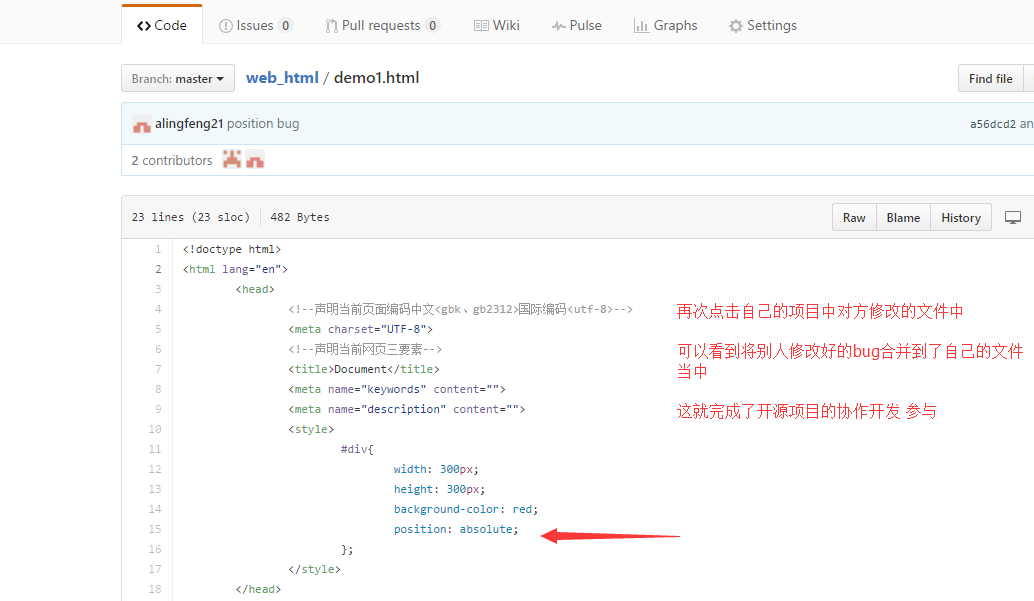 Code Issues 0 Pull requests 0 Wiki Pulse Graphs Settings
Branch: master web_html / demo1.html Find file
alingfeng21 position bug a56dcd2 an
2 contributors
23 lines (23 sloc) 482 Bytes Raw Blame History
1 <!doctype html>
2 <html lang="en">
3 <head>
4 <!--声明当前页面编码中文<gbk、gb2312>国际编码<utf-8>-->
5 <meta charset="UTF-8">
6 <!--声明当前网页三要素-->
7 <title>Document</title>
8 <meta name="keywords" content="">
9 <meta name="description" content="">
10 <style>
11 #div{
12 width: 300px;
13 height: 300px;
14 background-color: red;
15 position: absolute;
16 };
17 </style>
18 </head>
再次点击自己的项目中对方修改的文件中
可以看到将别人修改好的bug合并到了自己的文件
当中
这就完成了开源项目的协作开发 参与